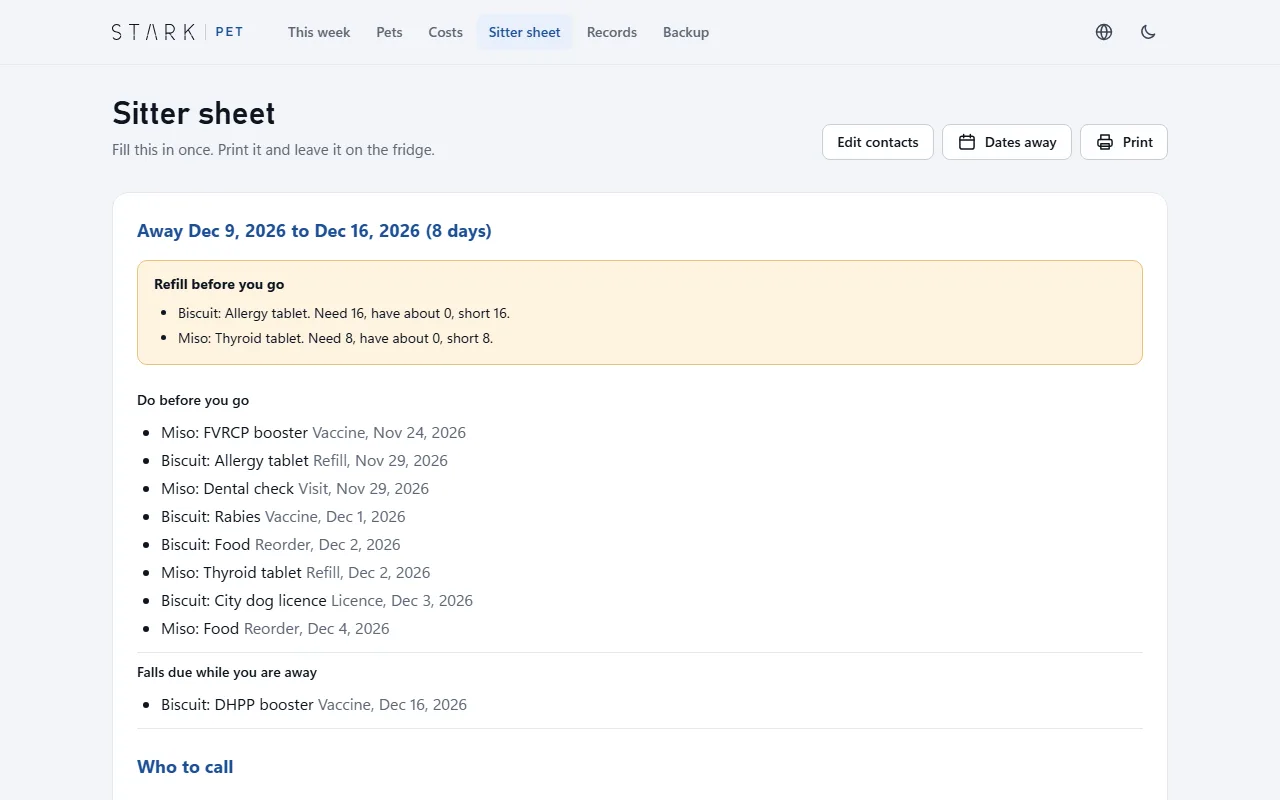 STARK PET
This week
Pets
Costs
Sitter sheet
Records
Backup
Sitter sheet
Fill this in once. Print it and leave it on the fridge.
Edit contacts
Dates away
Print
Away Dec 9, 2026 to Dec 16, 2026 (8 days)
Refill before you go
Biscuit: Allergy tablet. Need 16, have about 0, short 16.
Miso: Thyroid tablet. Need 8, have about 0, short 8.
Do before you go
Miso: FVRCP booster Vaccine, Nov 24, 2026
Biscuit: Allergy tablet Refill, Nov 29, 2026
Miso: Dental check Visit, Nov 29, 2026
Biscuit: Rabies Vaccine, Dec 1, 2026
Biscuit: Food Reorder, Dec 2, 2026
Miso: Thyroid tablet Refill, Dec 2, 2026
Biscuit: City dog licence Licence, Dec 3, 2026
Miso: Food Reorder, Dec 4, 2026
Falls due while you are away
Biscuit: DHPP booster Vaccine, Dec 16, 2026
Who to call